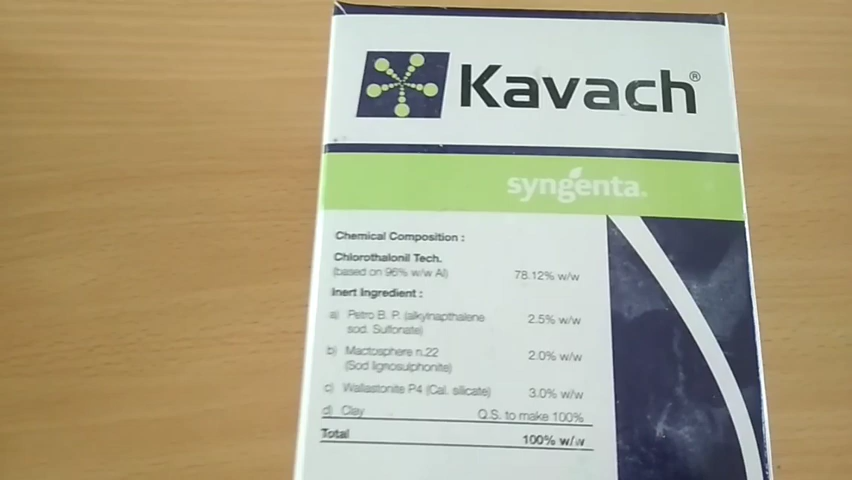 Kavach®
syngenta.
Chemical Composition :
Chlorothalonil Tech.
(based on 96% w/w AI) 78.12% w/w
Inert Ingredient :
a) Petro B. P. (alkylnapthalene 2.5% w/w
sod. Sulfonate)
b) Mactosphere n.22 2.0% w/w
(Sod lignosulphonite)
c) Wallastonite P4 (Cal. silicate) 3.0% w/w
d) Clay Q.S. to make 100%
Total 100% w/w